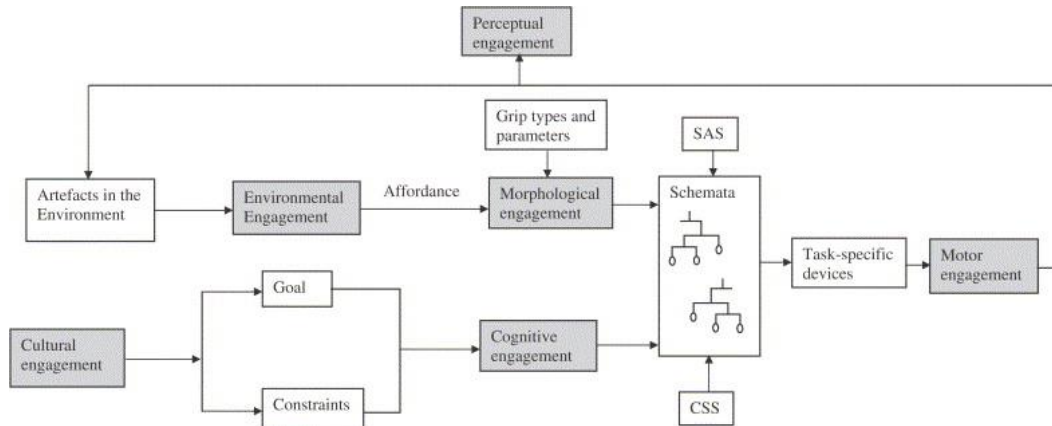 Perceptual
engagement
Grip types and
parameters
SAS
Artefacts in the
Environment
Environmental
Engagement
Affordance
Morphological
engagement
Schemata
Task-specific
devices
Motor
engagement
Goal
Cultural
engagement
Cognitive
engagement
Constraints
CSS